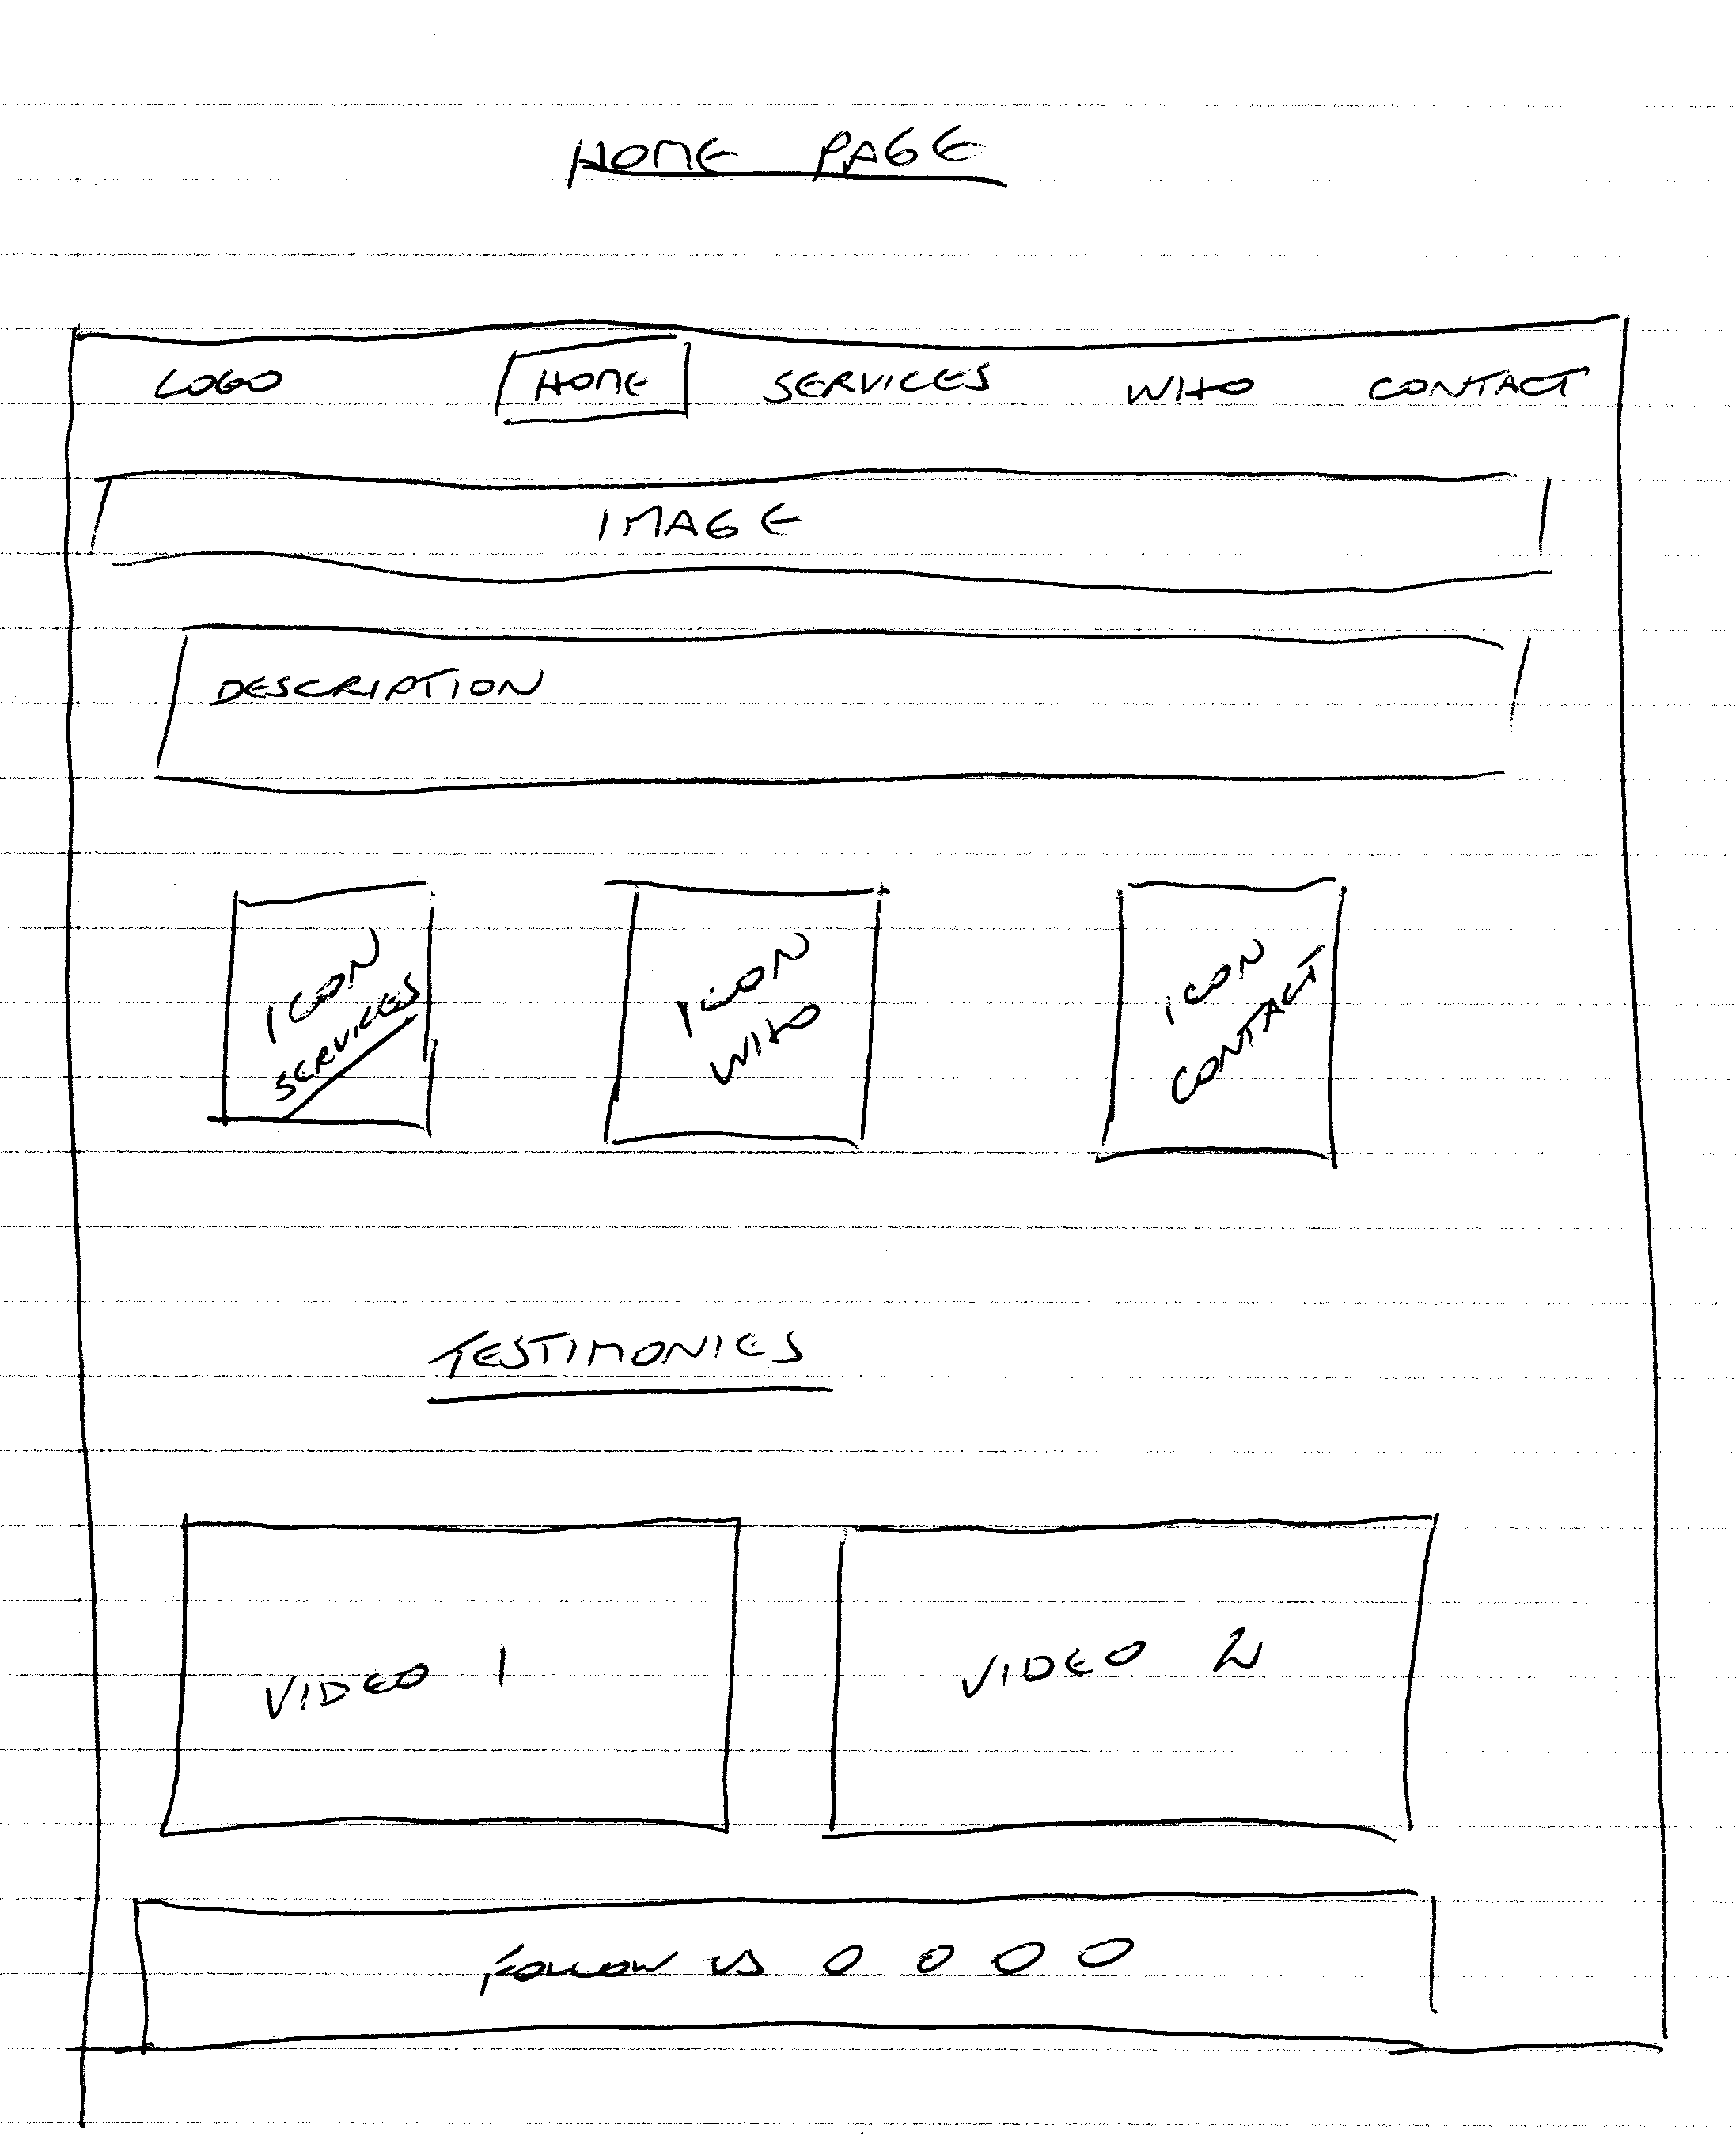 HOME PAGE
LOGO HOME SERVICES WHO CONTACT
IMAGE
DESCRIPTION
ICON SERVICES
ICON WHO
ICON CONTACT
TESTIMONIES
VIDEO 1 VIDEO 2
FOLLOW US